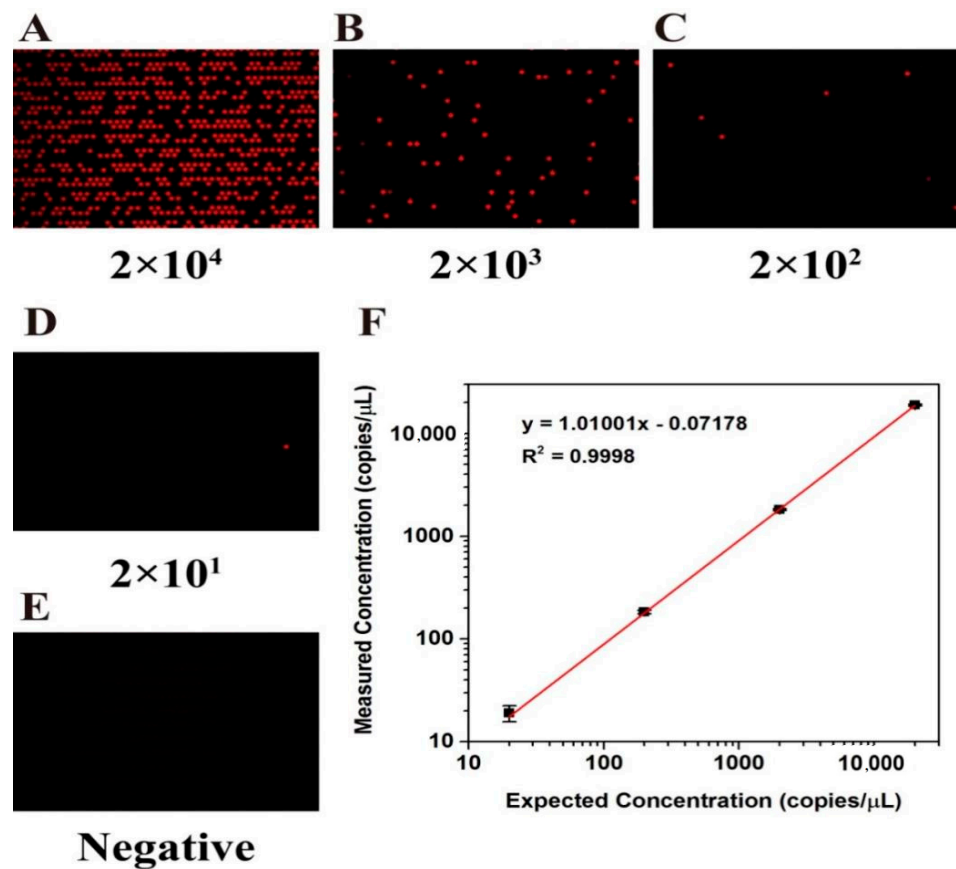 A
B
C
2×10⁴
2×10³
2×10²
D
2×10¹
E
Negative
F
Measured Concentration (copies/μL)
10,000
1000
100
10
y = 1.01001x - 0.07178
R² = 0.9998
10
100
1000
10,000
Expected Concentration (copies/μL)